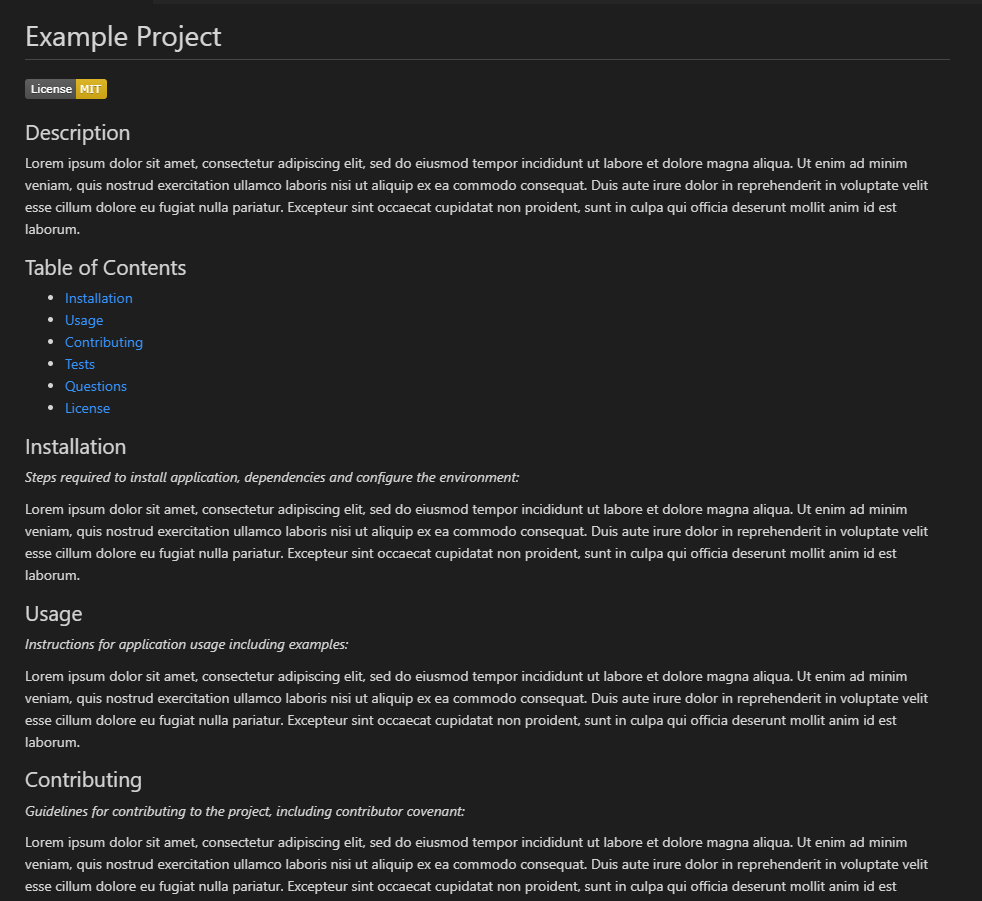 Example Project
License MIT
Description
Lorem ipsum dolor sit amet, consectetur adipiscing elit, sed do eiusmod tempor incididunt ut labore et dolore magna aliqua. Ut enim ad minim
veniam, quis nostrud exercitation ullamco laboris nisi ut aliquip ex ea commodo consequat. Duis aute irure dolor in reprehenderit in voluptate velit
esse cillum dolore eu fugiat nulla pariatur. Excepteur sint occaecat cupidatat non proident, sunt in culpa qui officia deserunt mollit anim id est
laborum.
Table of Contents
• Installation
• Usage
• Contributing
• Tests
• Questions
• License
Installation
Steps required to install application, dependencies and configure the environment:
Lorem ipsum dolor sit amet, consectetur adipiscing elit, sed do eiusmod tempor incididunt ut labore et dolore magna aliqua. Ut enim ad minim
veniam, quis nostrud exercitation ullamco laboris nisi ut aliquip ex ea commodo consequat. Duis aute irure dolor in reprehenderit in voluptate velit
esse cillum dolore eu fugiat nulla pariatur. Excepteur sint occaecat cupidatat non proident, sunt in culpa qui officia deserunt mollit anim id est
laborum.
Usage
Instructions for application usage including examples:
Lorem ipsum dolor sit amet, consectetur adipiscing elit, sed do eiusmod tempor incididunt ut labore et dolore magna aliqua. Ut enim ad minim
veniam, quis nostrud exercitation ullamco laboris nisi ut aliquip ex ea commodo consequat. Duis aute irure dolor in reprehenderit in voluptate velit
esse cillum dolore eu fugiat nulla pariatur. Excepteur sint occaecat cupidatat non proident, sunt in culpa qui officia deserunt mollit anim id est
laborum.
Contributing
Guidelines for contributing to the project, including contributor covenant:
Lorem ipsum dolor sit amet, consectetur adipiscing elit, sed do eiusmod tempor incididunt ut labore et dolore magna aliqua. Ut enim ad minim
veniam, quis nostrud exercitation ullamco laboris nisi ut aliquip ex ea commodo consequat. Duis aute irure dolor in reprehenderit in voluptate velit
esse cillum dolore eu fugiat nulla pariatur. Excepteur sint occaecat cupidatat non proident, sunt in culpa qui officia deserunt mollit anim id est